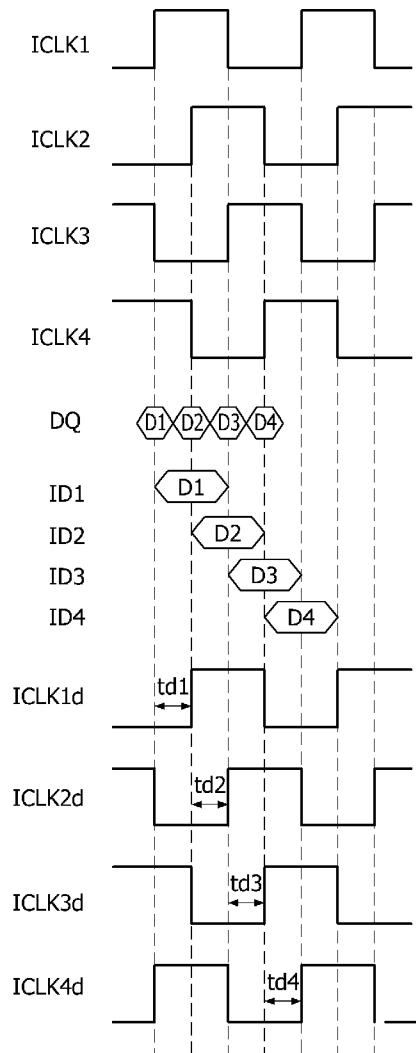 ICLK1
ICLK2
ICLK3
ICLK4
DQ D1 D2 D3 D4
ID1 D1
ID2 D2
ID3 D3
ID4 D4
td1
ICLK1d
td2
ICLK2d
td3
ICLK3d
td4
ICLK4d